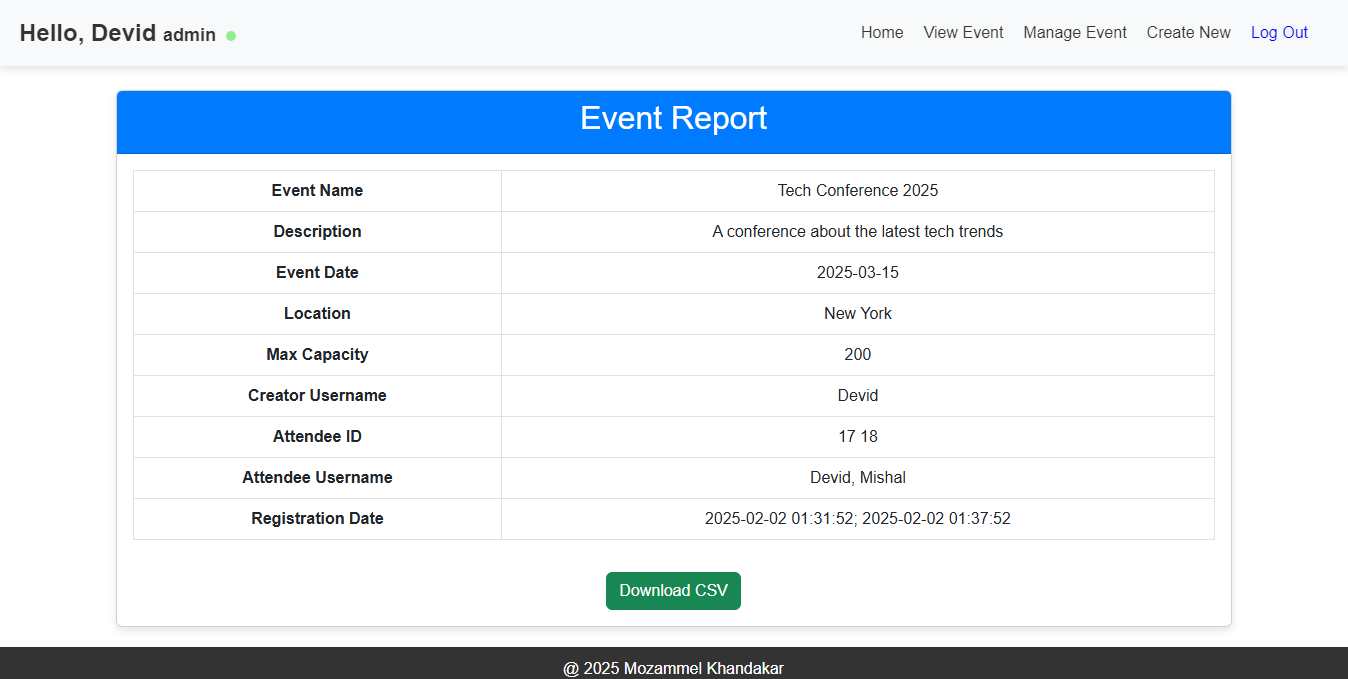 Hello, Devid admin
Home View Event Manage Event Create New Log Out
Event Report
Event Name Tech Conference 2025
Description A conference about the latest tech trends
Event Date 2025-03-15
Location New York
Max Capacity 200
Creator Username Devid
Attendee ID 17 18
Attendee Username Devid, Mishal
Registration Date 2025-02-02 01:31:52; 2025-02-02 01:37:52
Download CSV
@ 2025 Mozammel Khandakar